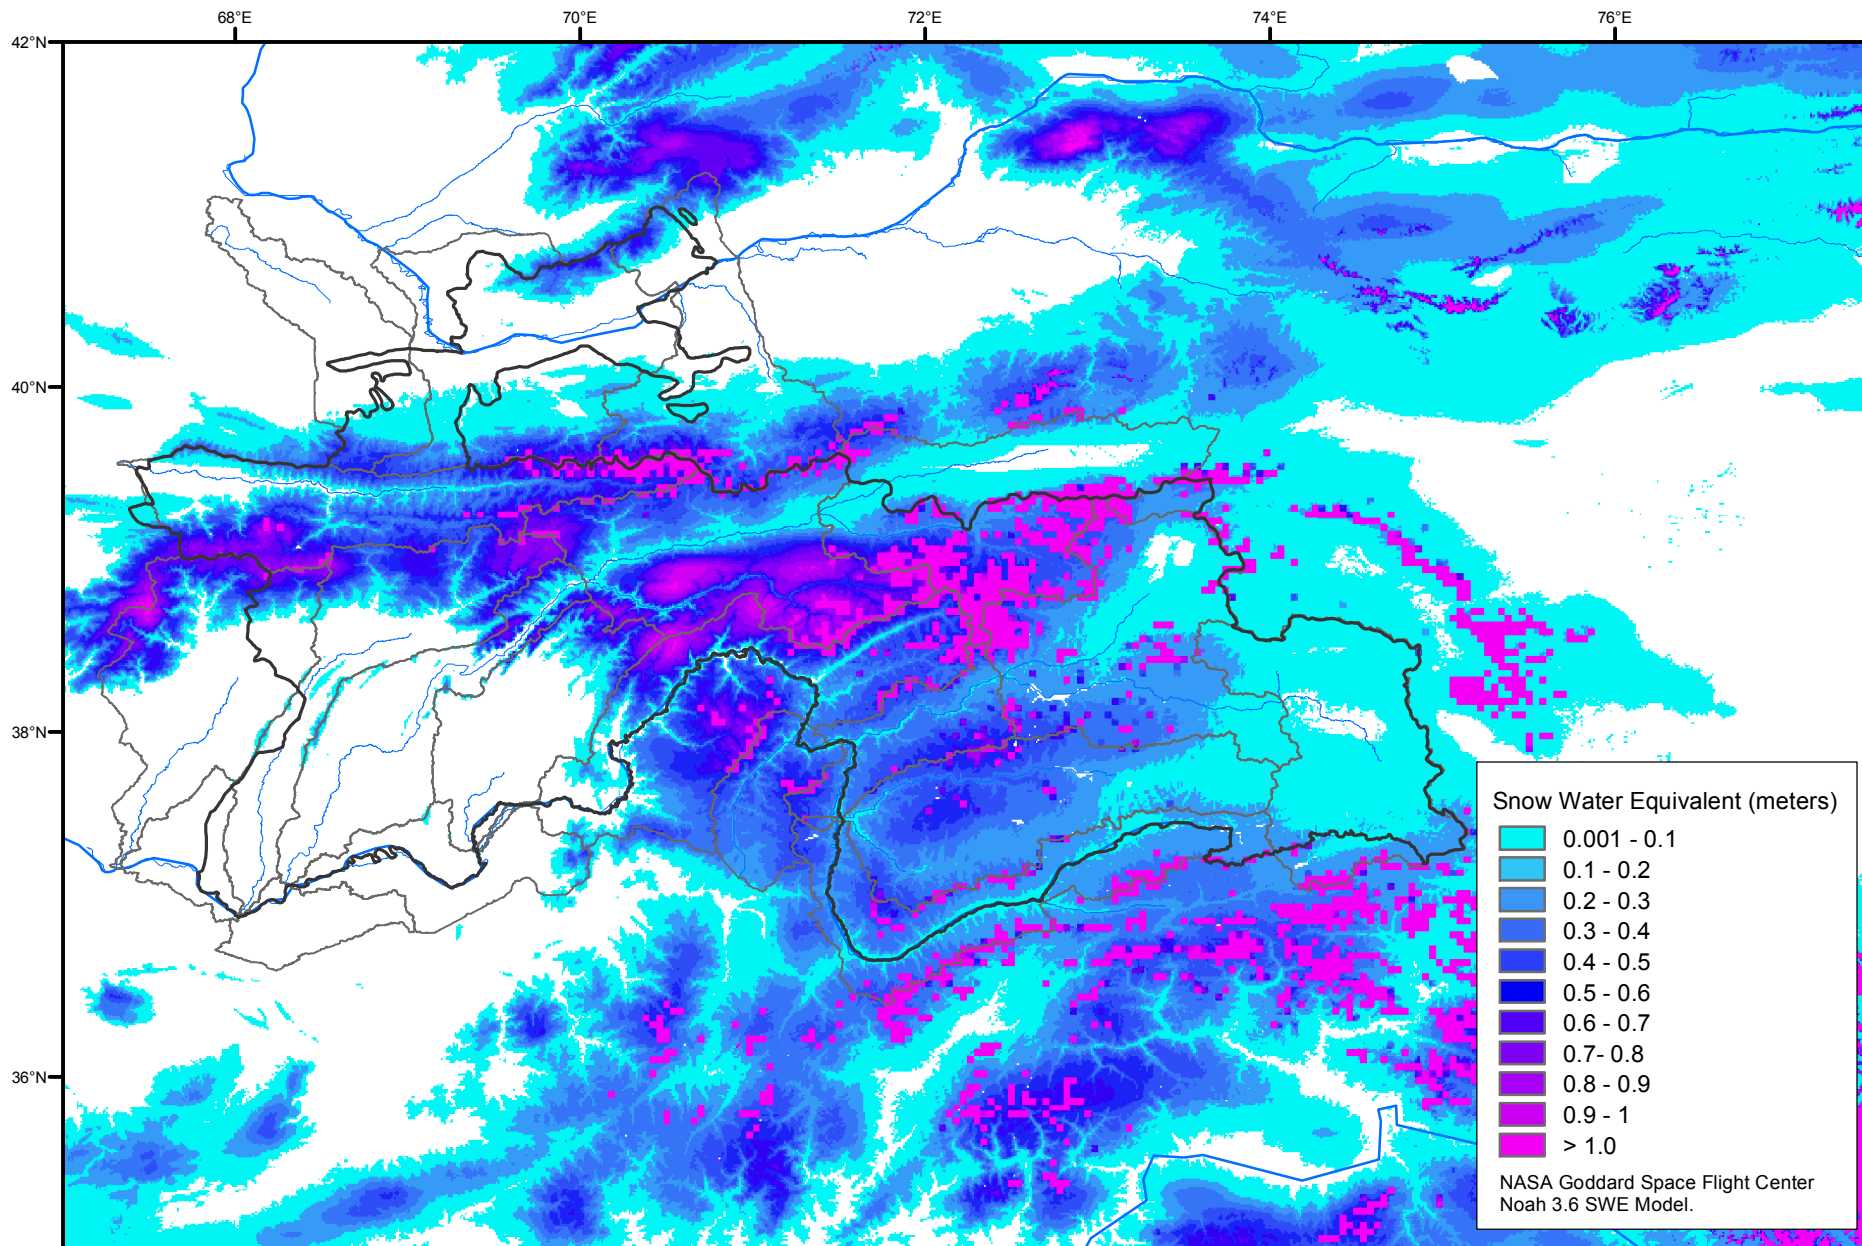 68°E
70°E
72°E
74°E
76°E
42°N
40°N
38°N
36°N
Snow Water Equivalent (meters)
0.001 - 0.1
0.1 - 0.2
0.2 - 0.3
0.3 - 0.4
0.4 - 0.5
0.5 - 0.6
0.6 - 0.7
0.7- 0.8
0.8 - 0.9
0.9 - 1
> 1.0
NASA Goddard Space Flight Center
Noah 3.6 SWE Model.